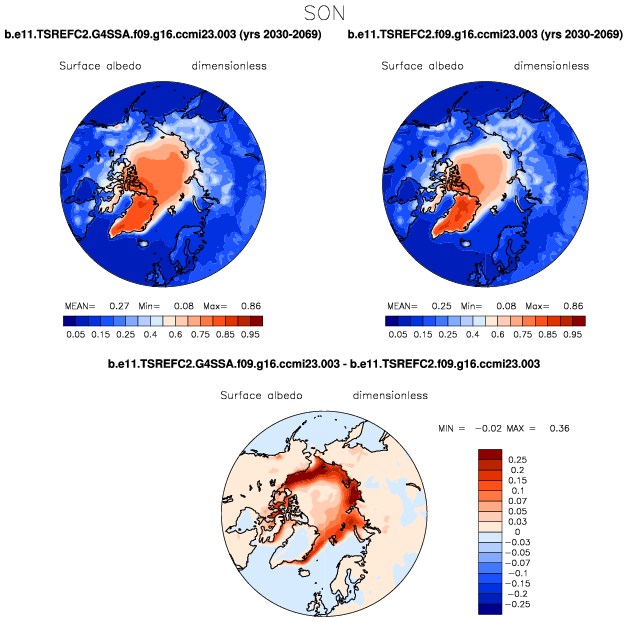 SON
b.e11.TSREFC2.G4SSA.f09.g16.ccmi23.003 (yrs 2030-2069)
b.e11.TSREFC2.f09.g16.ccmi23.003 (yrs 2030-2069)
Surface albedo dimensionless
Surface albedo dimensionless
MEAN= 0.27 Min= 0.08 Max= 0.86
0.05 0.15 0.25 0.4 0.6 0.75 0.85 0.95
MEAN= 0.25 Min= 0.08 Max= 0.86
0.05 0.15 0.25 0.4 0.6 0.75 0.85 0.95
b.e11.TSREFC2.G4SSA.f09.g16.ccmi23.003 - b.e11.TSREFC2.f09.g16.ccmi23.003
Surface albedo dimensionless
MIN = -0.02 MAX = 0.36
0.25
0.2
0.15
0.1
0.07
0.05
0.03
0
-0.03
-0.05
-0.07
-0.1
-0.15
-0.2
-0.25